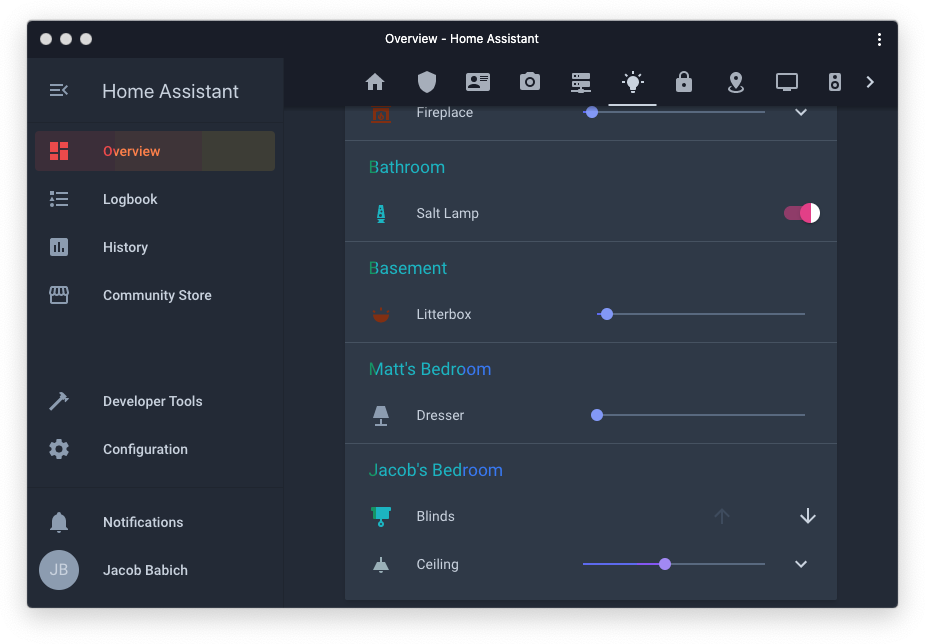 Overview - Home Assistant
Home Assistant
Overview
Logbook
History
Community Store
Developer Tools
Configuration
Notifications
JB
Jacob Babich
Fireplace
Bathroom
Salt Lamp
Basement
Litterbox
Matt's Bedroom
Dresser
Jacob's Bedroom
Blinds
Ceiling